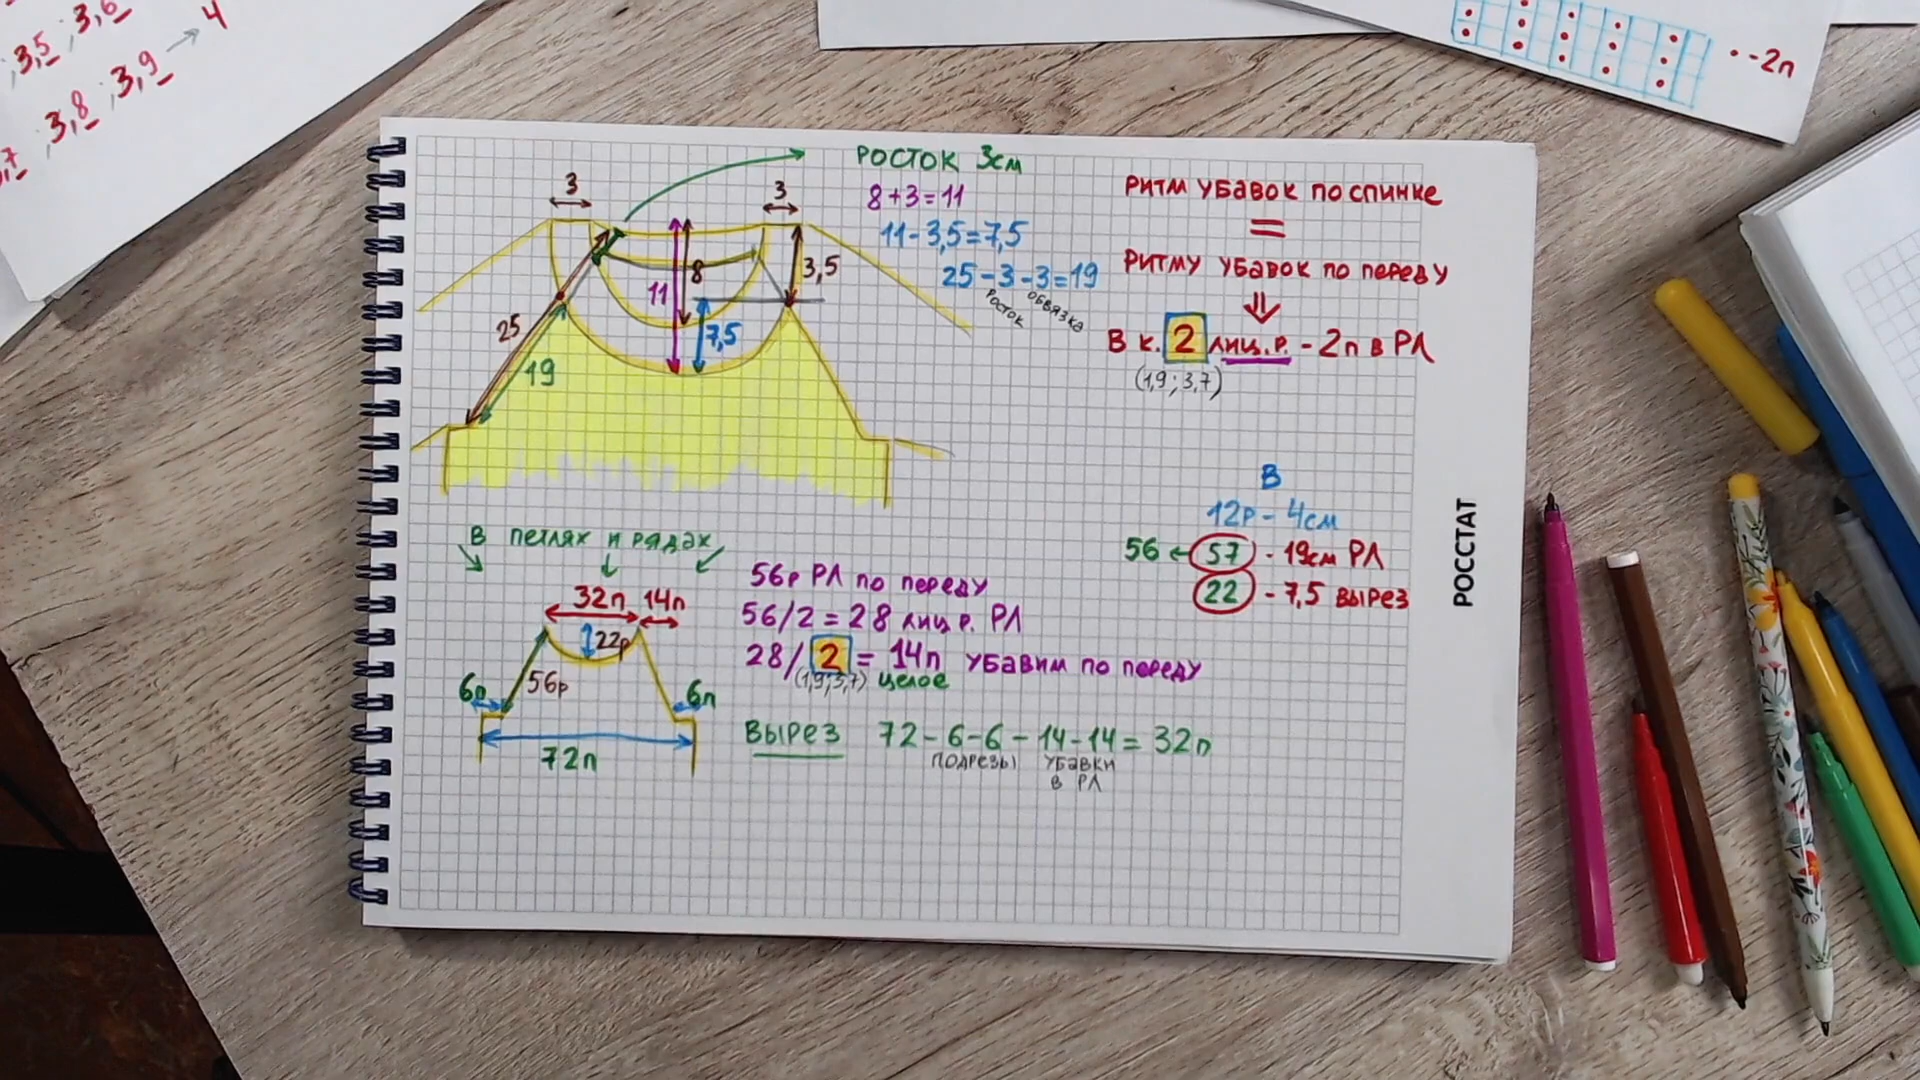 ; 3,5 ; 3,6
; 3,8 ; 3,9 → 4
• -2п
РОСТОК 3см
8+3=11
11-3,5=7,5
25-3-3=19
РОСТОК ОБВЯЗКА
3
3
3,5
8
11
7,5
25
19
РИТМ УБАВОК ПО СПИНКЕ
=
РИТМУ УБАВОК ПО ПЕРЕДУ
⇓
В К. 2 ЛИЦ.Р. - 2п В РЛ
(1,9; 3,7)
В
12р - 4см
56 ← 57 - 19см РЛ
22 - 7,5 ВЫРЕЗ
РОССТАТ
В ПЕТЛЯХ И РЯДАХ
32п 14п
22р
56р
6п
6п
72п
56р РЛ ПО ПЕРЕДУ
56/2 = 28 ЛИЦ Р. РЛ
28/2 = 14п УБАВИМ ПО ПЕРЕДУ
(1,9; 3,7) ЦЕЛОЕ
ВЫРЕЗ 72-6-6-14-14=32п
ПОДРЕЗЫ УБАВКИ
В РЛ